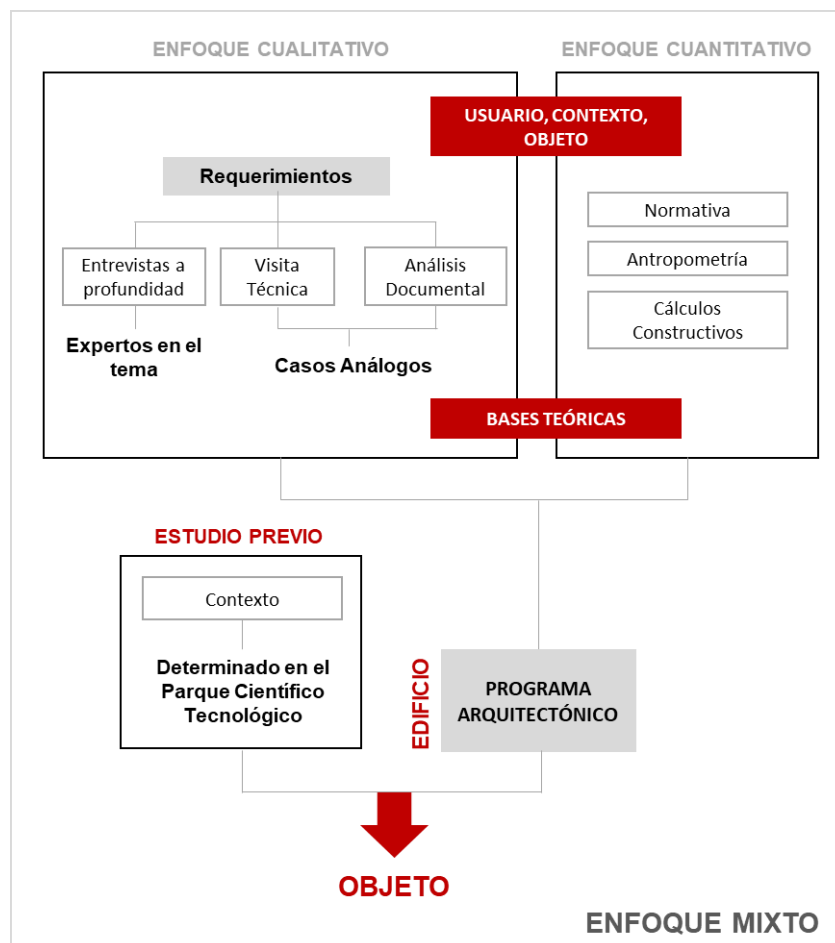 ENFOQUE CUALITATIVO
ENFOQUE CUANTITATIVO
USUARIO, CONTEXTO,
OBJETO
Requerimientos
Entrevistas a
profundidad
Visita
Técnica
Análisis
Documental
Expertos en el
tema
Casos Análogos
Normativa
Antropometría
Cálculos
Constructivos
BASES TEÓRICAS
ESTUDIO PREVIO
Contexto
Determinado en el
Parque Científico
Tecnológico
EDIFICIO
PROGRAMA
ARQUITECTÓNICO
OBJETO
ENFOQUE MIXTO